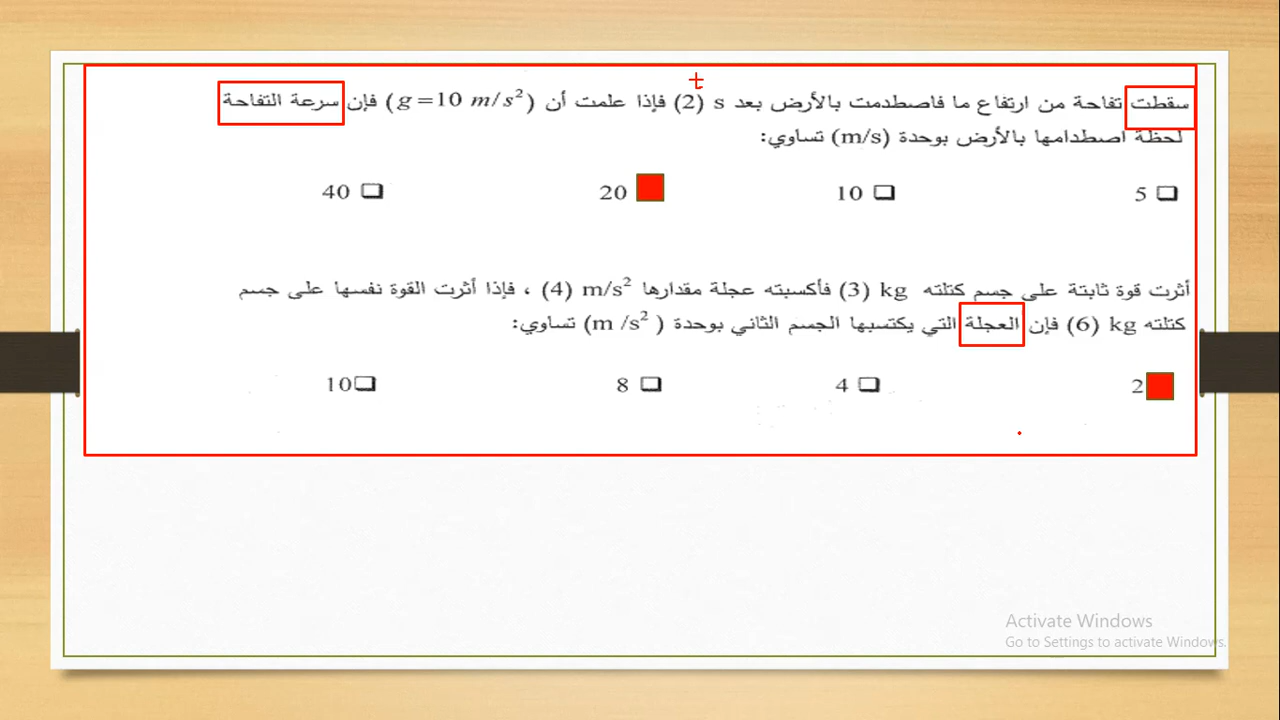 t
سقطت تفاحة من ارتفاع ما فاصطدمت بالأرض بعد s (2) فإذا علمت أن (g = 10 m/s²) فإن سرعة التفاحة
لحظة اصطدامها بالأرض بوحدة (m/s) تساوي:
5 10 20 40
أثرت قوة ثابتة على جسم كتلته kg (3) فأكسبته عجلة مقدارها m/s² (4) ، فإذا أثرت القوة نفسها على جسم
كتلته kg (6) فإن العجلة التي يكتسبها الجسم الثاني بوحدة (m /s²) تساوي:
2 4 8 10
Activate Windows
Go to Settings to activate Windows.